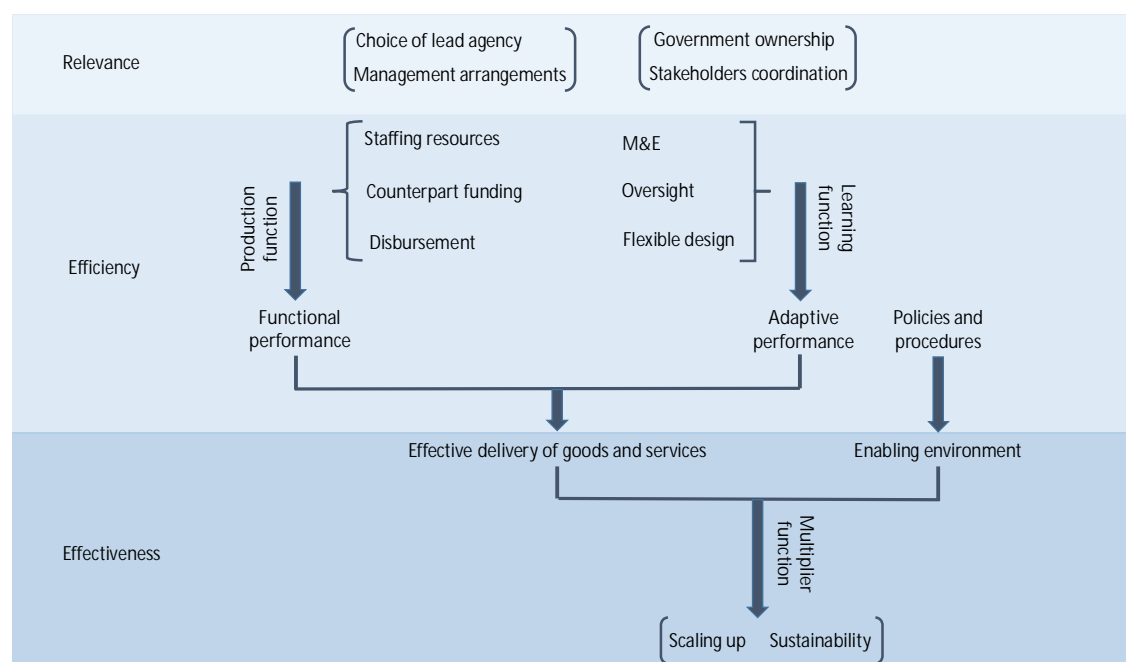 Relevance
Choice of lead agency
Management arrangements
Government ownership
Stakeholders coordination
Efficiency
Production
function
Staffing resources
Counterpart funding
Disbursement
M&E
Oversight
Flexible design
Learning
function
Functional
performance
Adaptive
performance
Policies and
procedures
Effectiveness
Effective delivery of goods and services
Enabling environment
Multiplier
function
Scaling up
Sustainability